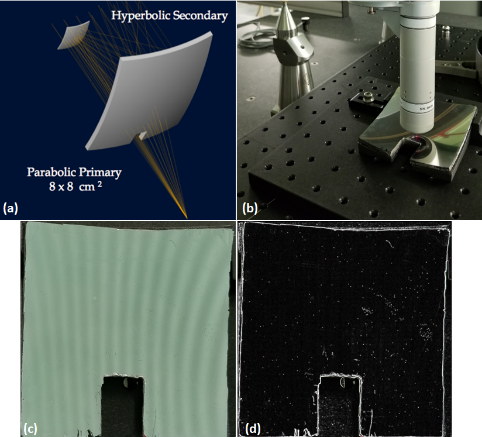 Hyperbolic Secondary
Parabolic Primary
8 x 8 cm 2
(a)
(b)
(c)
(d)